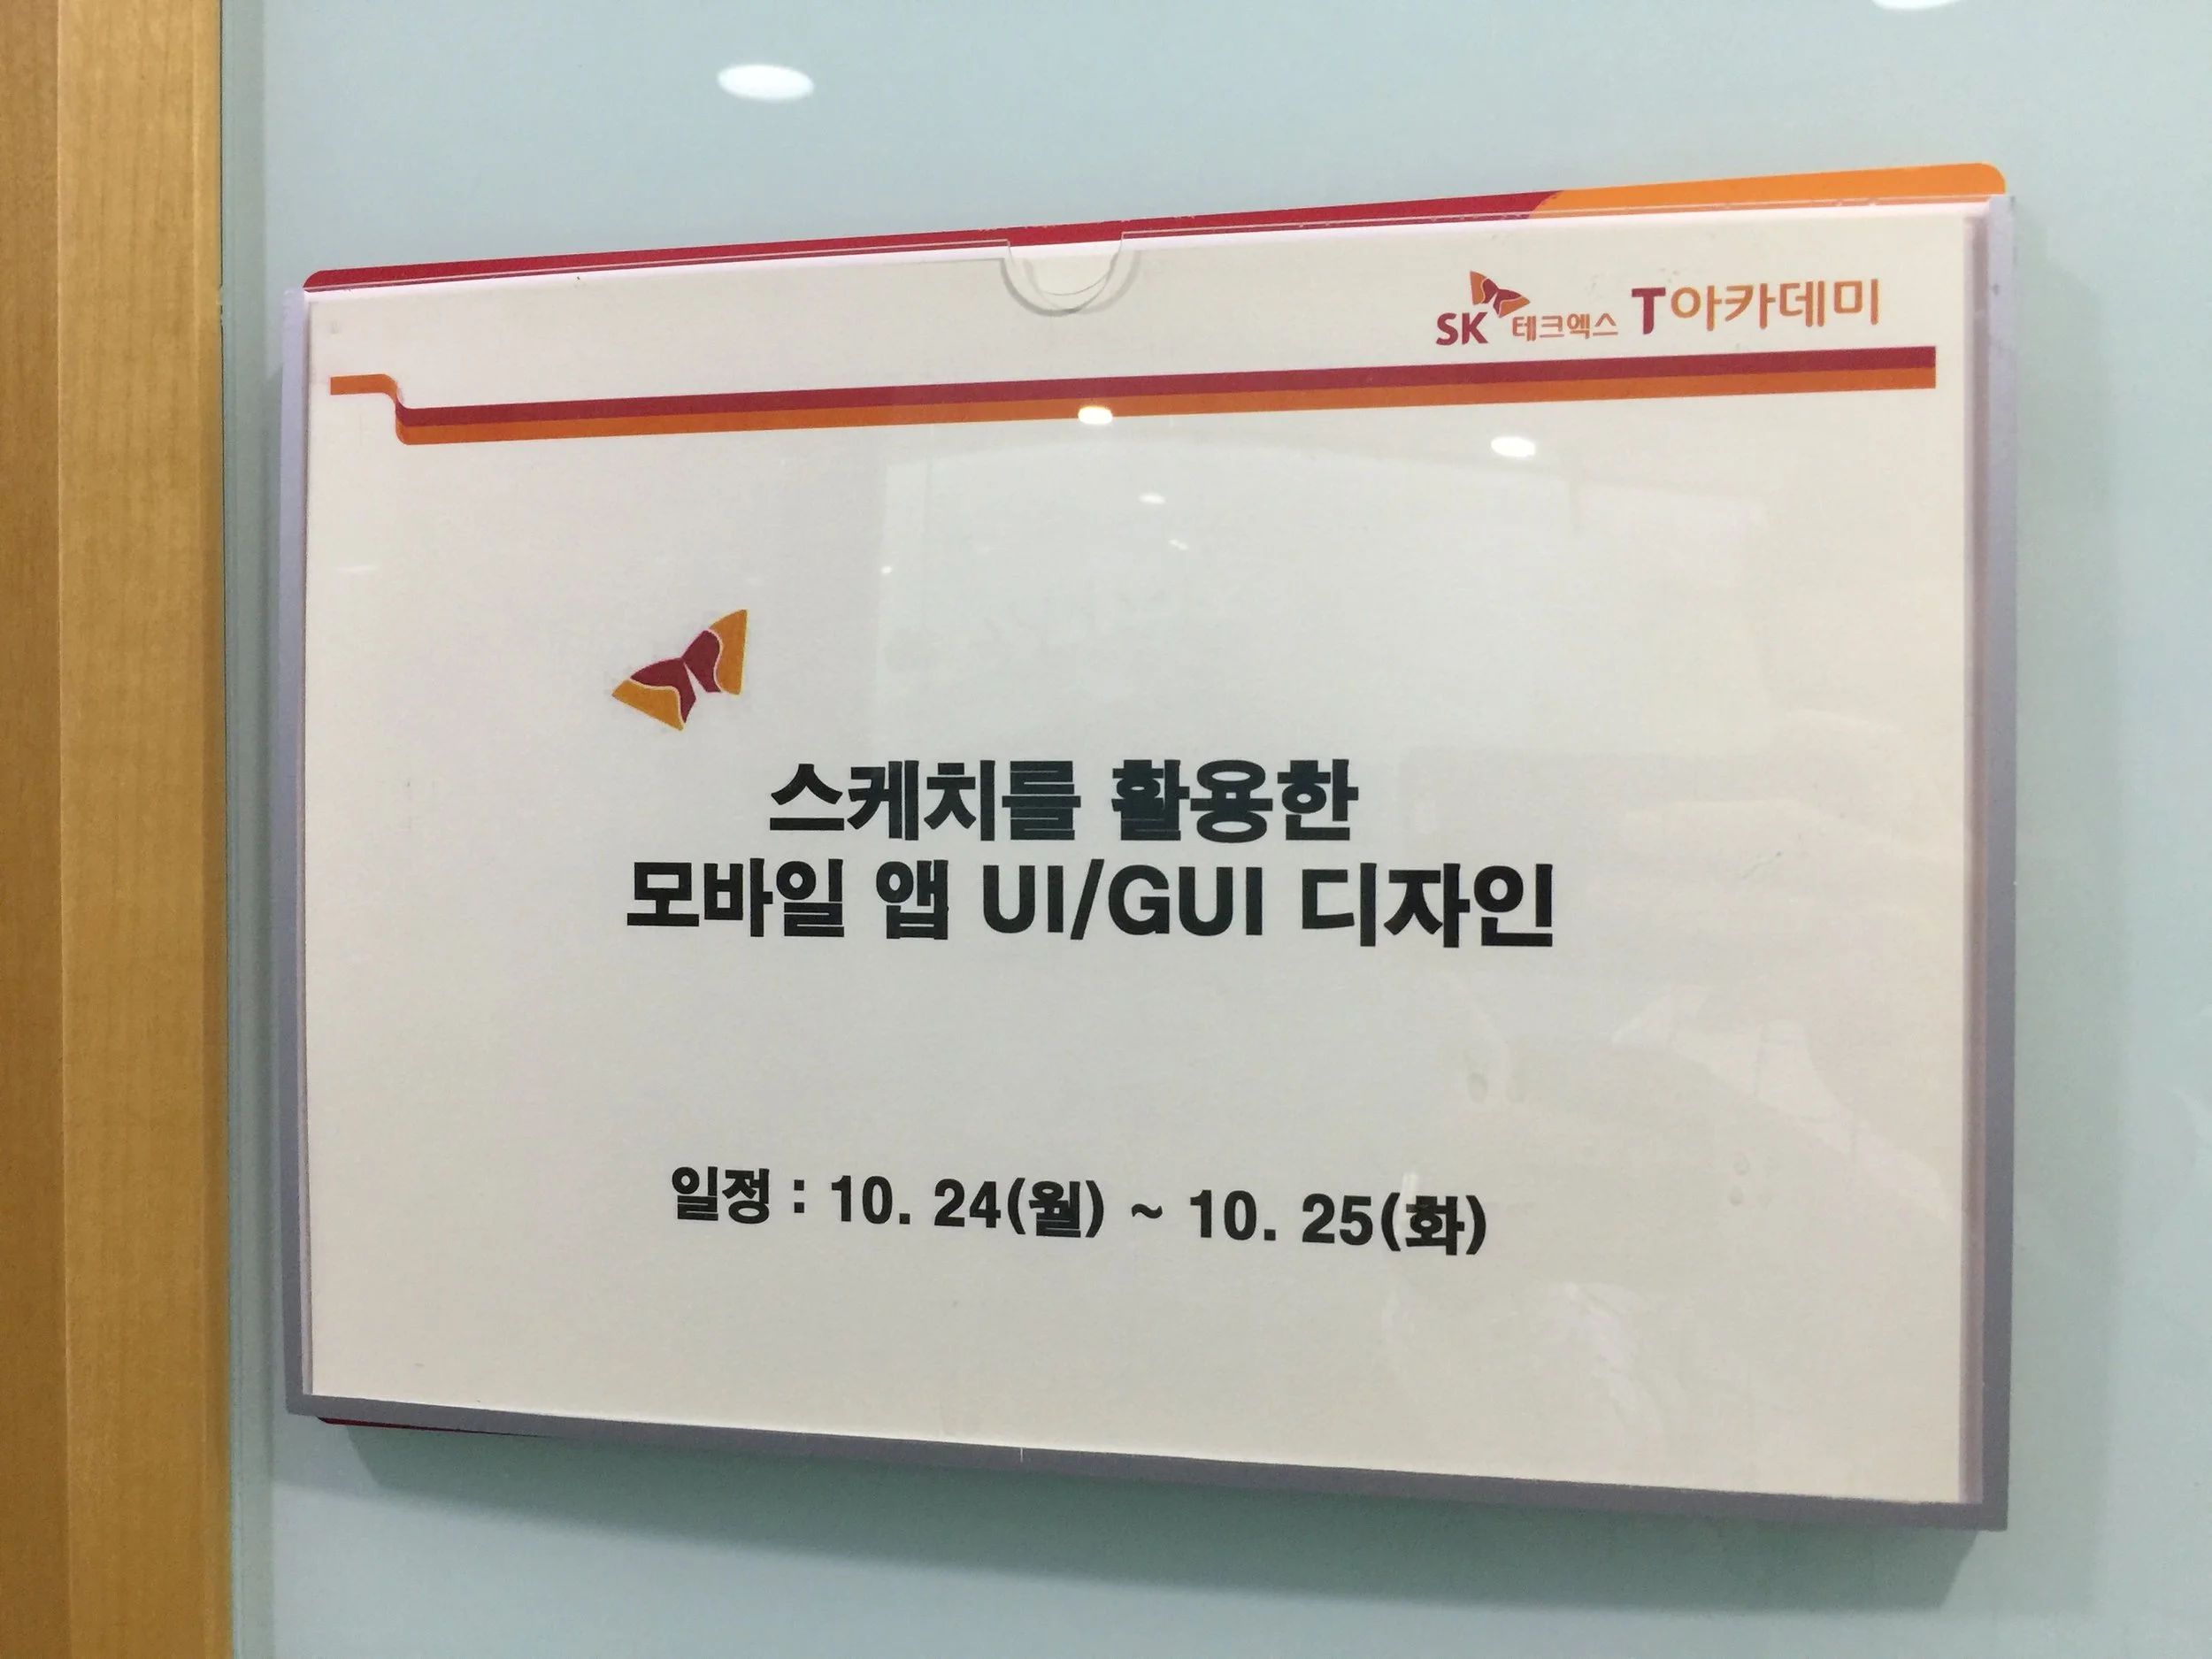 SK 테크엑스 T아카데미
스케치를 활용한
모바일 앱 UI/GUI 디자인
일정 : 10. 24(월) ~ 10. 25(화)